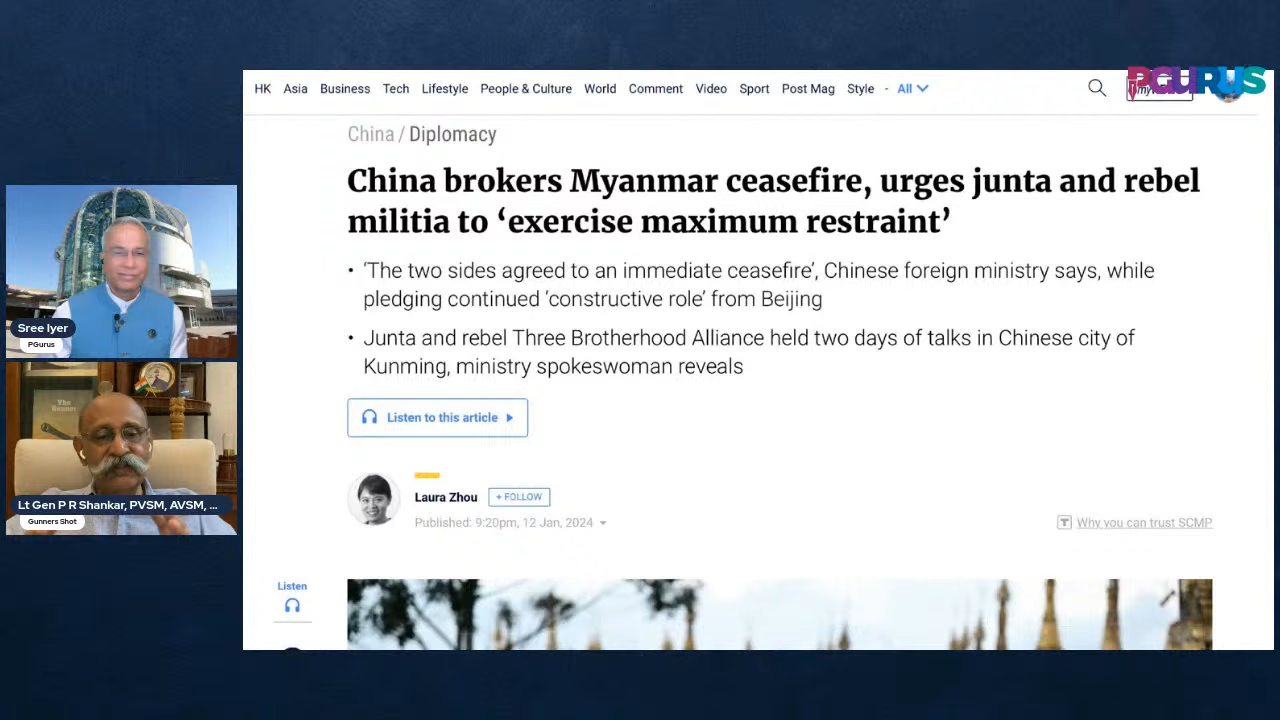 PGURUS
HK Asia Business Tech Lifestyle People & Culture World Comment Video Sport Post Mag Style - All
China / Diplomacy
China brokers Myanmar ceasefire, urges junta and rebel
militia to ‘exercise maximum restraint’
• ‘The two sides agreed to an immediate ceasefire’, Chinese foreign ministry says, while
pledging continued ‘constructive role’ from Beijing
• Junta and rebel Three Brotherhood Alliance held two days of talks in Chinese city of
Kunming, ministry spokeswoman reveals
Listen to this article
Laura Zhou
+ FOLLOW
Published: 9:20pm, 12 Jan, 2024
Why you can trust SCMP
Listen
Sree Iyer
PGurus
The
Gunner
Lt Gen P R Shankar, PVSM, AVSM, ...
Gunners Shot